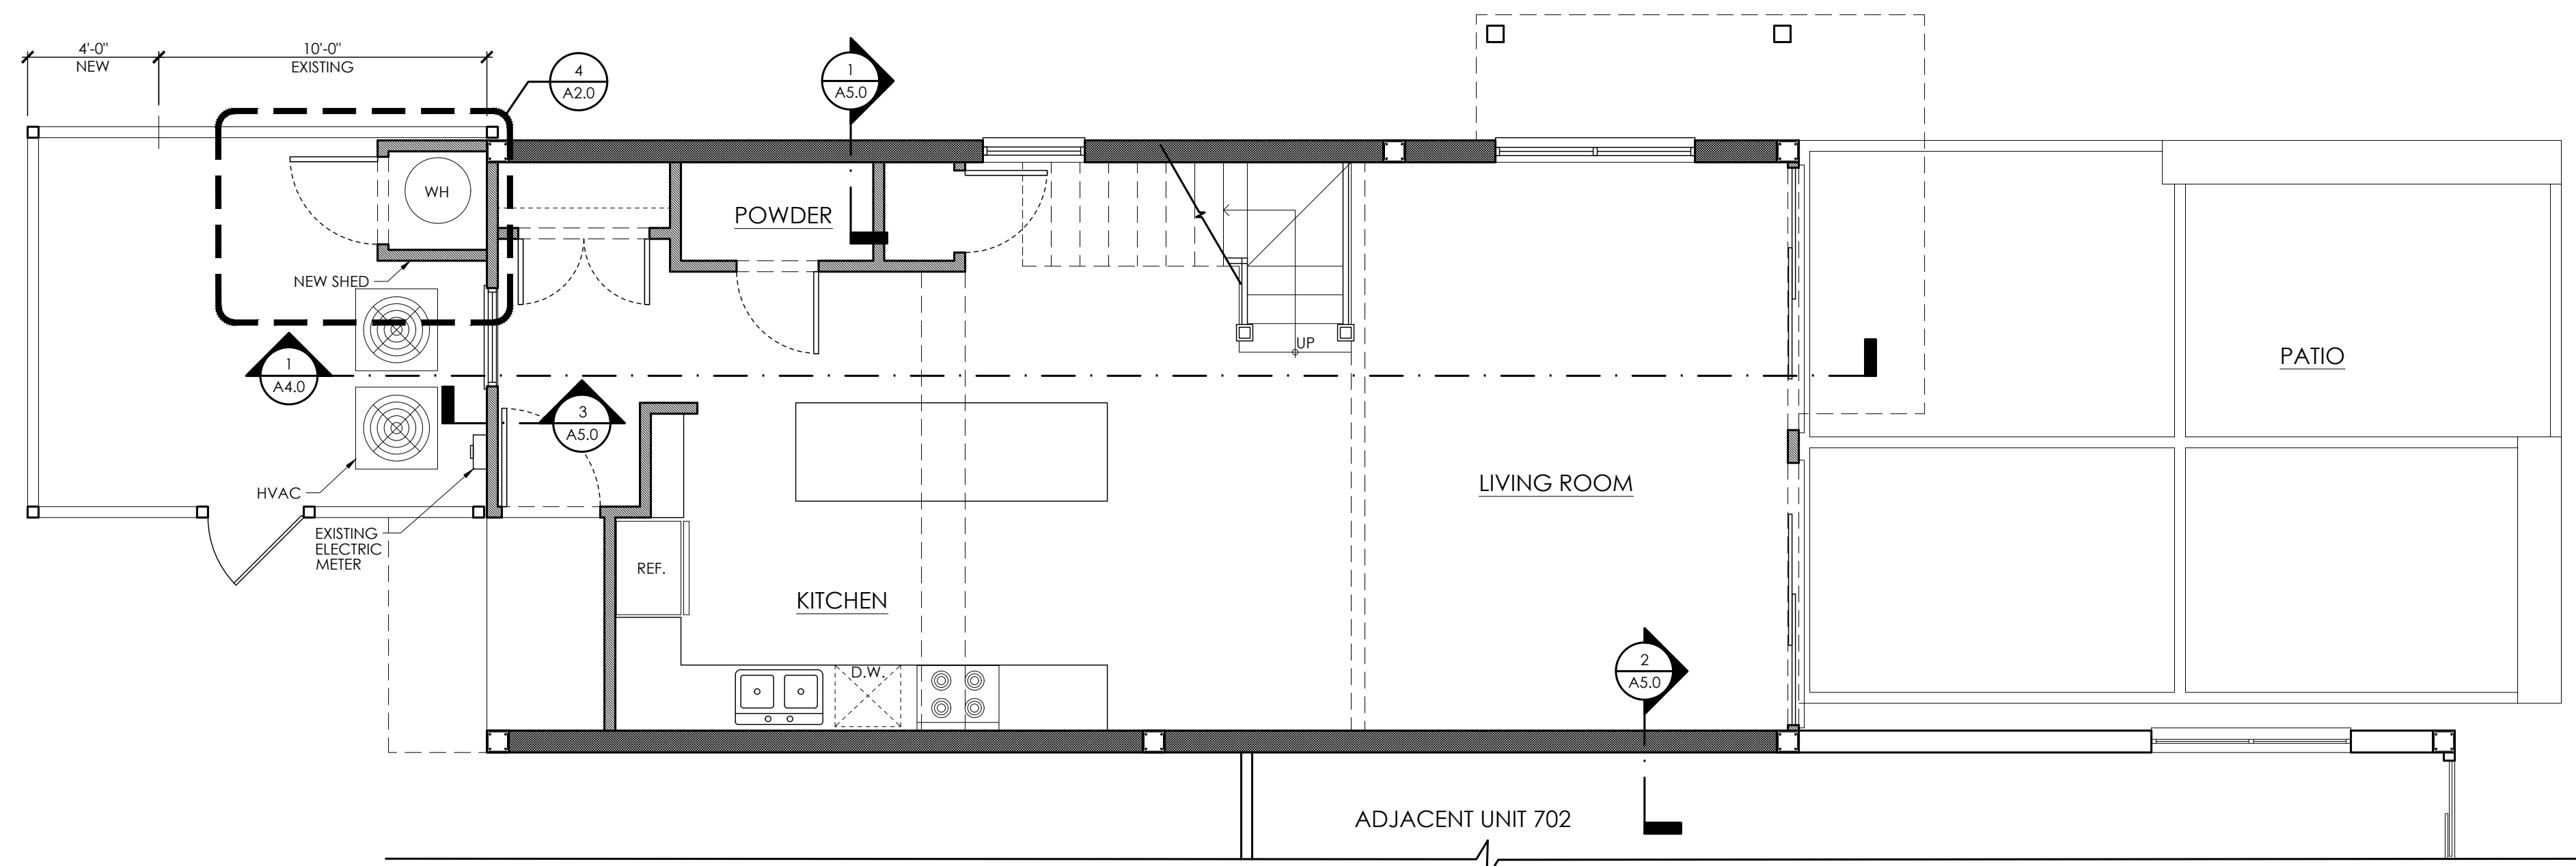 4'-0"
NEW
10'-0"
EXISTING
4
A2.0
1
A5.0
WH
POWDER
NEW SHED
UP
1
A4.0
PATIO
3
A5.0
HVAC
LIVING ROOM
EXISTING
ELECTRIC
METER
REF.
KITCHEN
D.W.
2
A5.0
ADJACENT UNIT 702